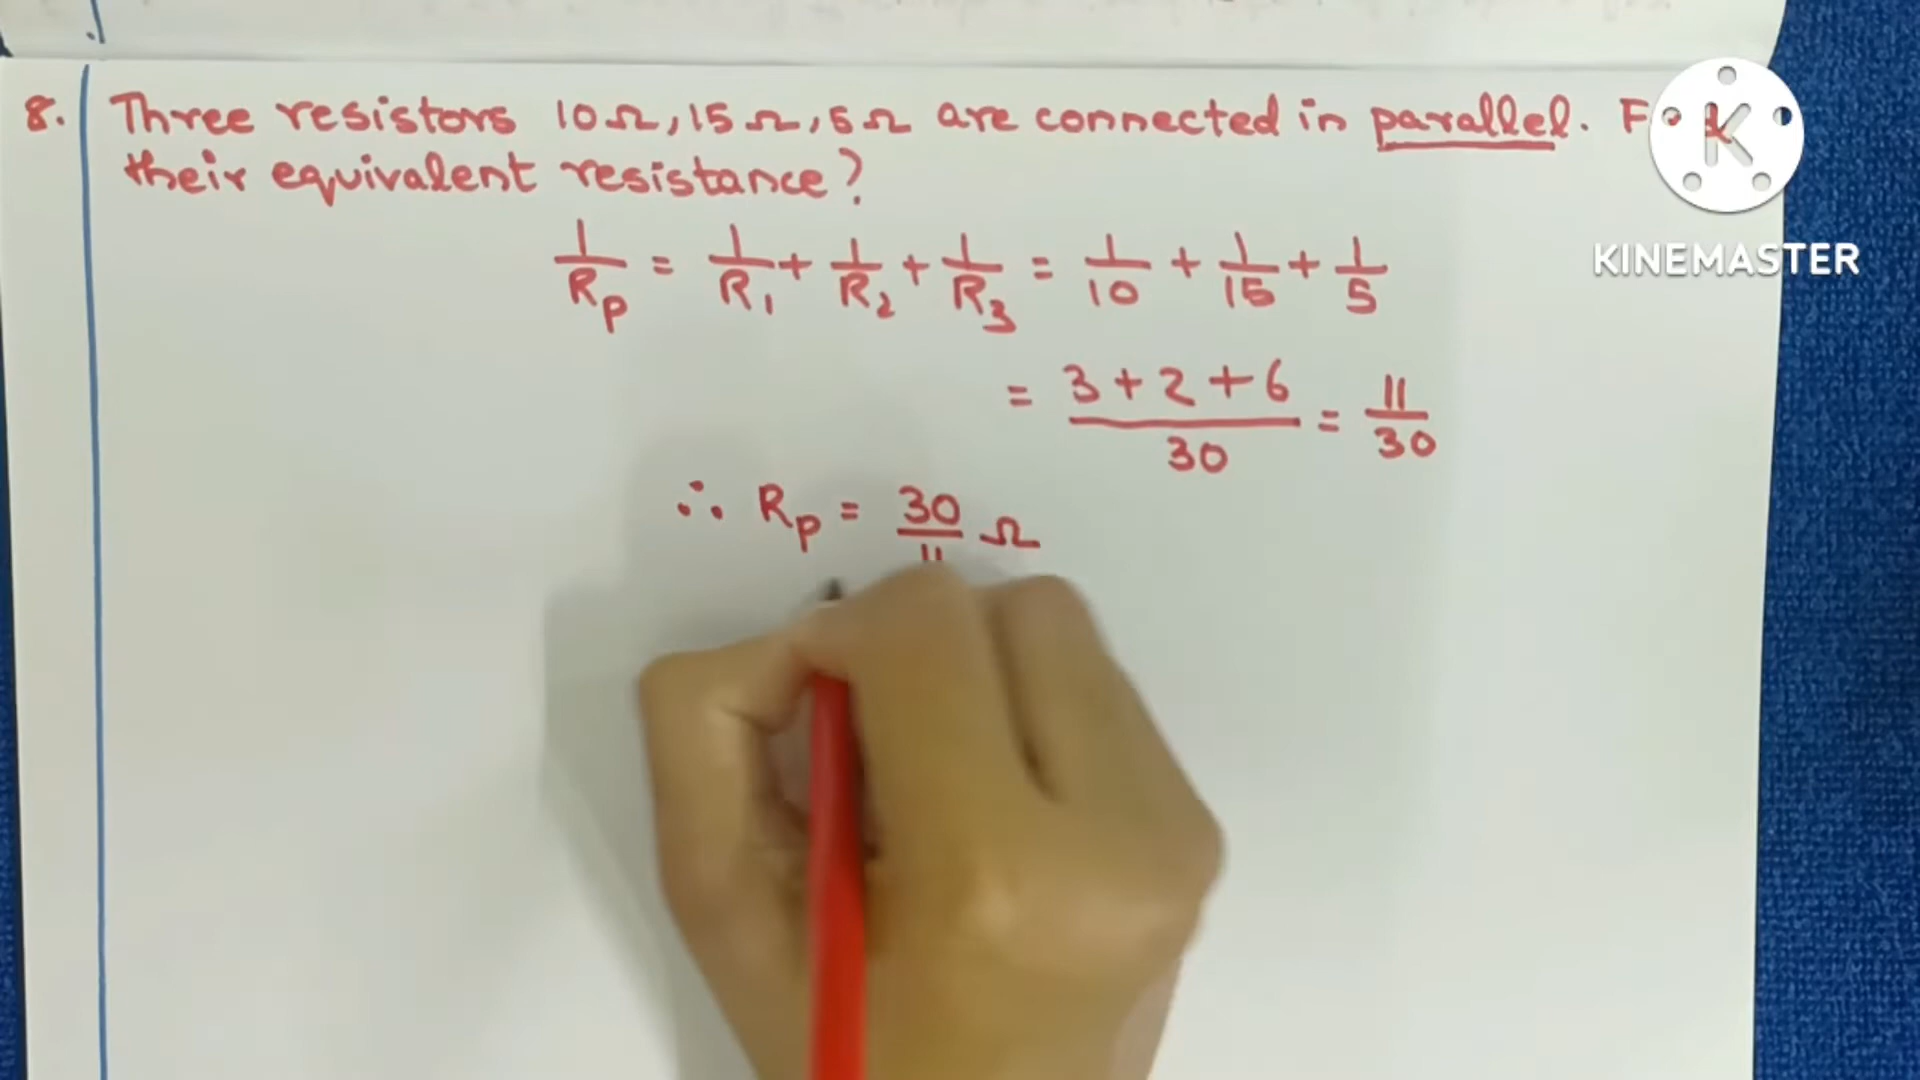 8. Three resistors 10Ω, 15Ω, 5Ω are connected in parallel.
their equivalent resistance?
1/Rp = 1/R1 + 1/R2 + 1/R3 = 1/10 + 1/15 + 1/5
= 3+2+6/30 = 11/30
∴ Rp = 30/11 Ω
K
KINEMASTER